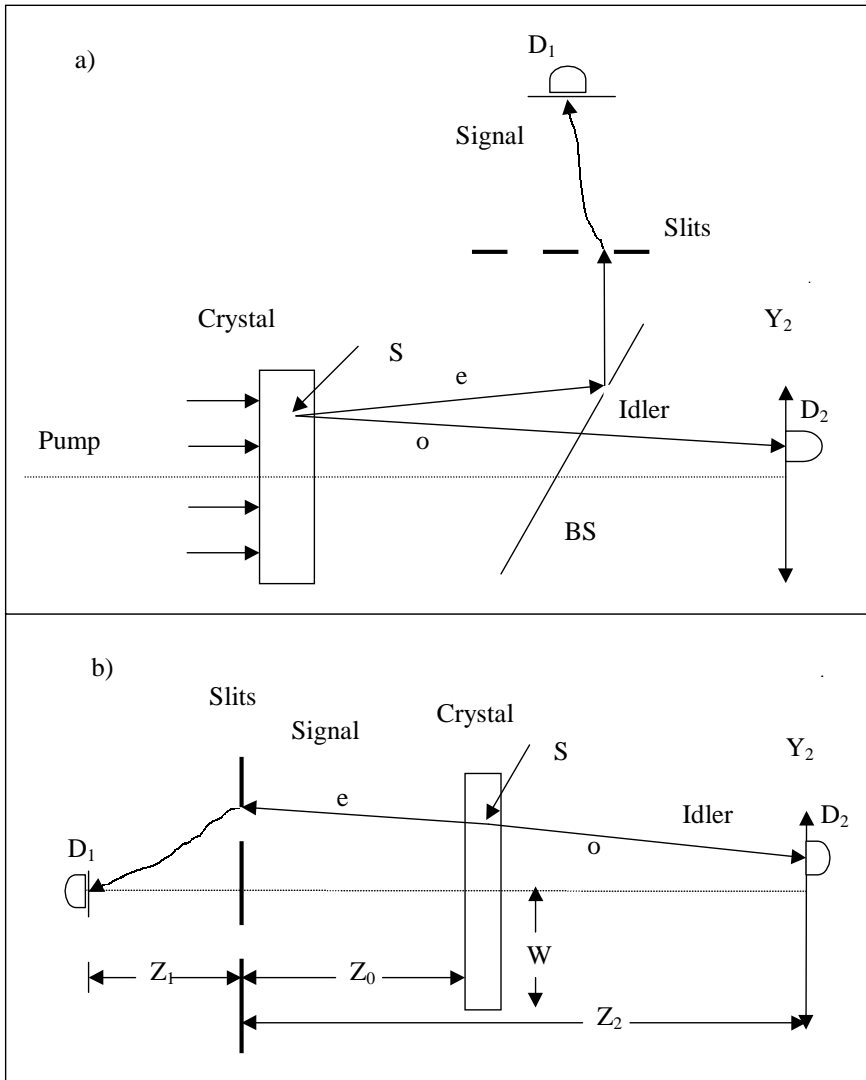 a)
D1
Signal
Slits
Crystal
Y2
S
e
Idler
D2
Pump
o
BS
b)
Slits
Signal
Crystal
S
Y2
e
Idler
D2
D1
o
W
Z1
Z0
Z2